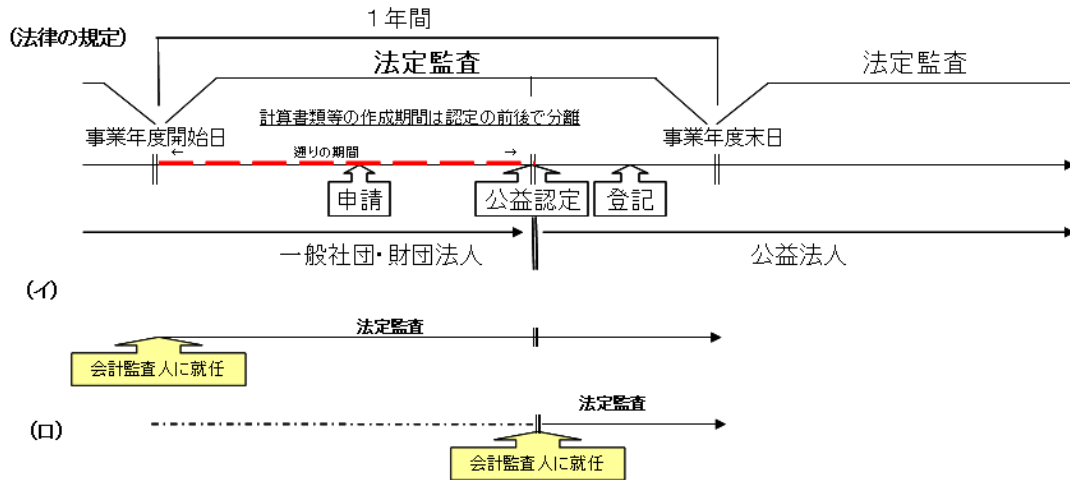 1年間
(法律の規定)
法定監査
法定監査
計算書類等の作成期間は認定の前後で分離
事業年度開始日
事業年度末日
← 遡りの期間 →
申請
公益認定
登記
一般社団・財団法人
公益法人
(イ)
法定監査
会計監査人に就任
法定監査
(ロ)
会計監査人に就任